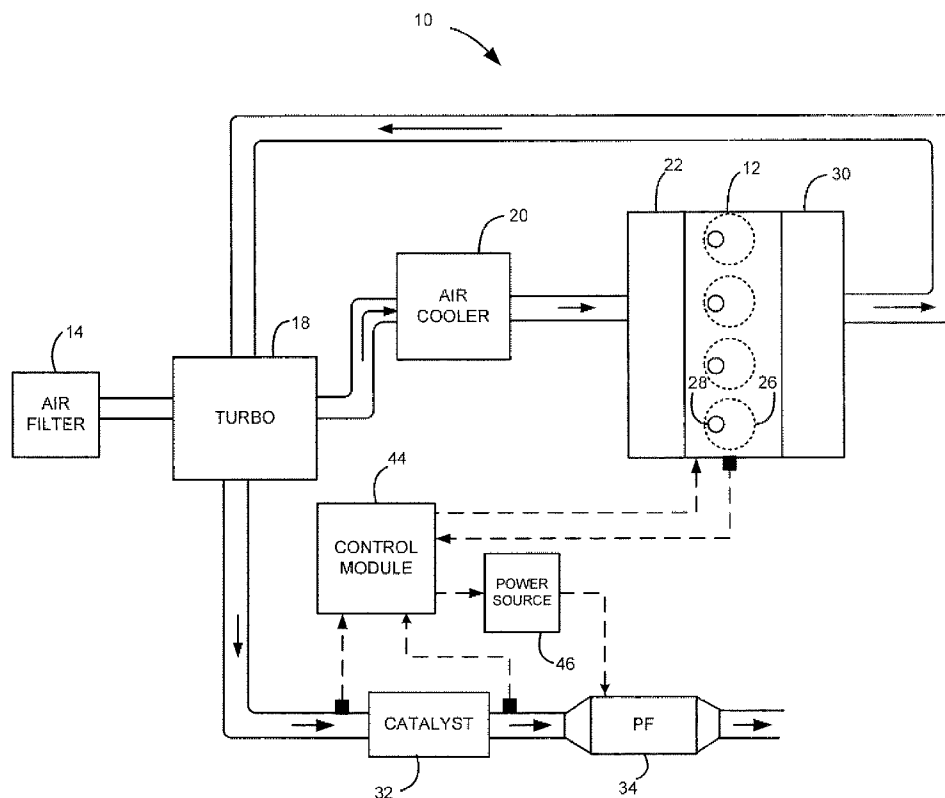 10
22
12
30
20
AIR
COOLER
14
18
AIR
FILTER
TURBO
28
26
44
CONTROL
MODULE
POWER
SOURCE
46
CATALYST
PF
32
34